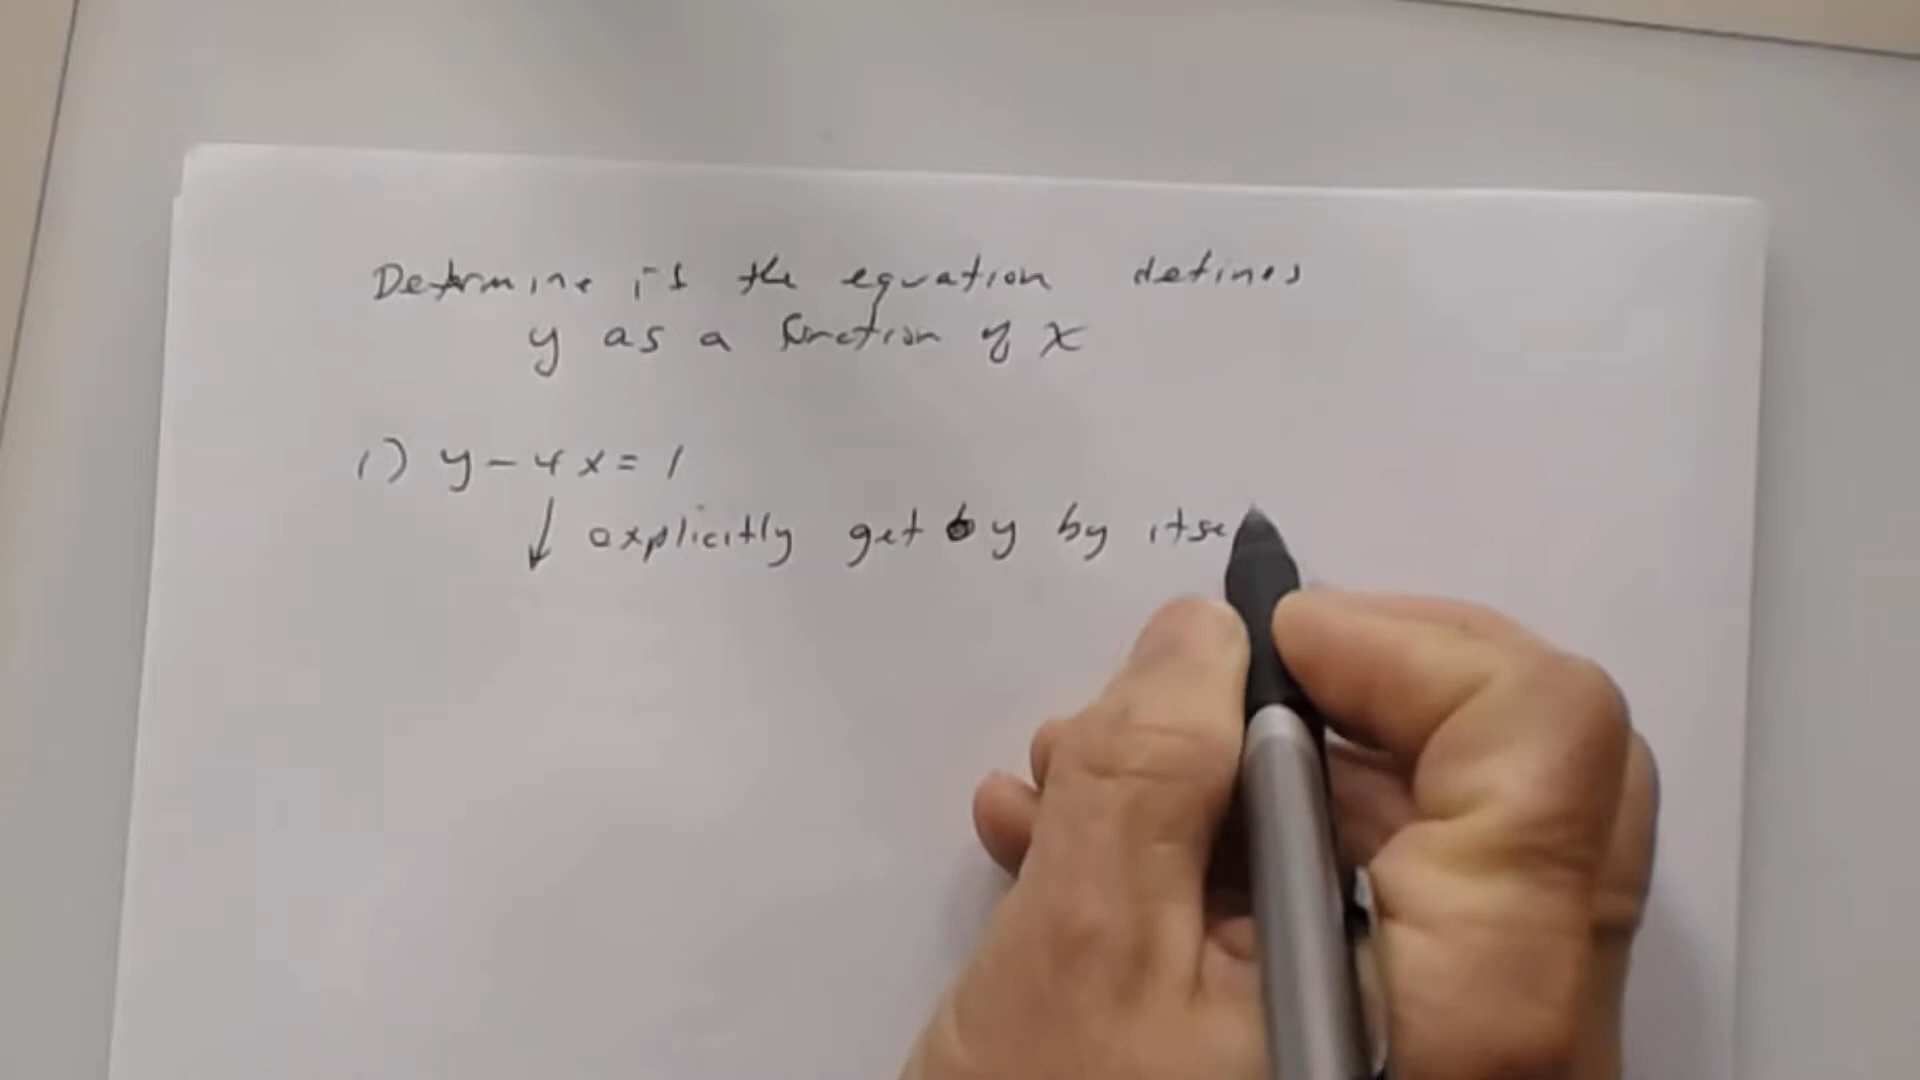 Determine if the equation defines
y as a function of x
1) y - 4x = 1
↓ explicitly get y by itse